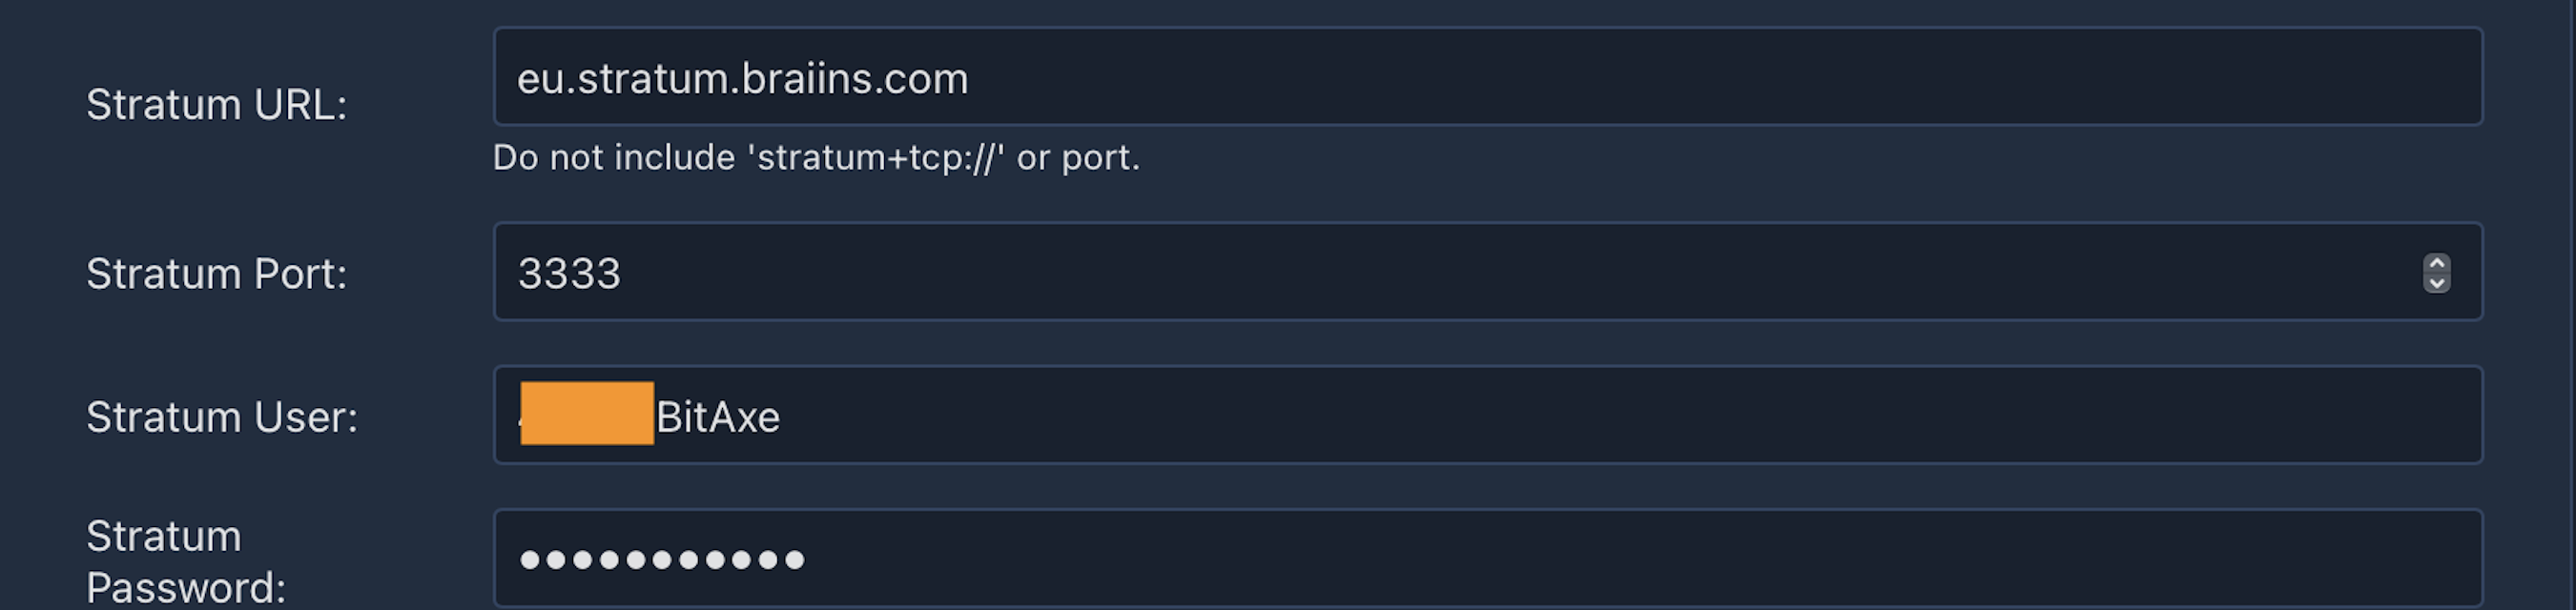 Stratum URL:
eu.stratum.braiins.com
Do not include 'stratum+tcp://' or port.
Stratum Port:
3333
Stratum User:
BitAxe
Stratum
Password:
•••••••••••